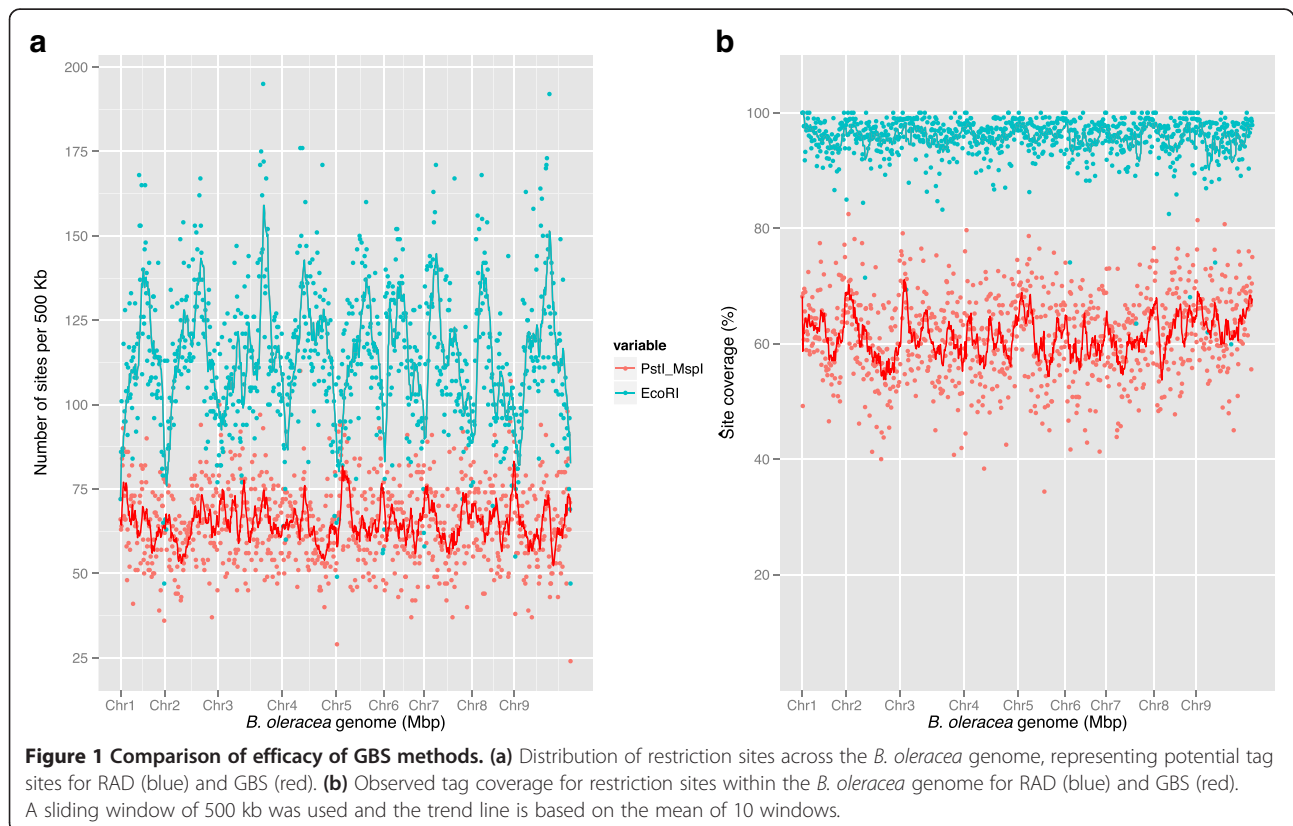 a
Number of sites per 500 Kb
200
175
150
125
100
75
50
25
Chr1 Chr2 Chr3 Chr4 Chr5 Chr6 Chr7 Chr8 Chr9
B. oleracea genome (Mbp)
variable
PstI_MspI
EcoRI
b
Site coverage (%)
100
80
60
40
20
Chr1 Chr2 Chr3 Chr4 Chr5 Chr6 Chr7 Chr8 Chr9
B. oleracea genome (Mbp)
Figure 1 Comparison of efficacy of GBS methods. (a) Distribution of restriction sites across the B. oleracea genome, representing potential tag
sites for RAD (blue) and GBS (red). (b) Observed tag coverage for restriction sites within the B. oleracea genome for RAD (blue) and GBS (red).
A sliding window of 500 kb was used and the trend line is based on the mean of 10 windows.